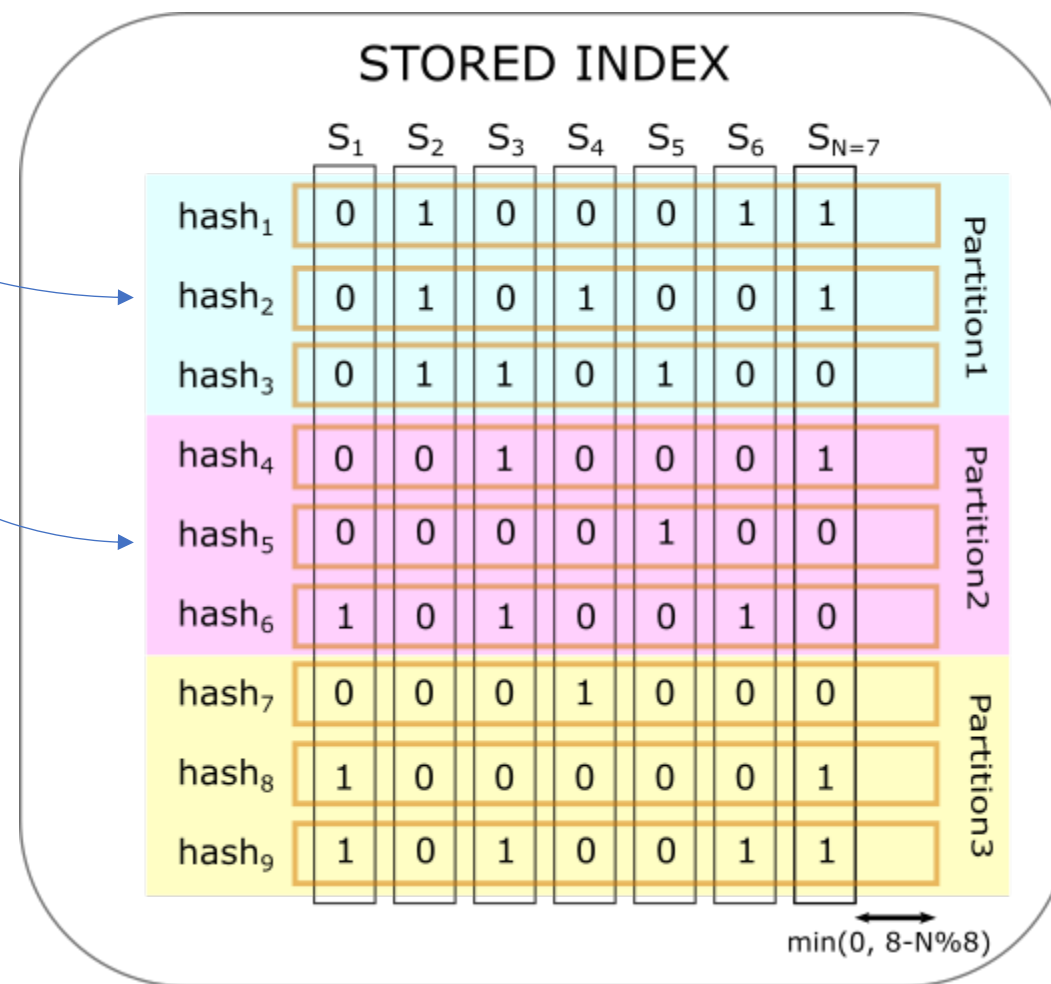 STORED INDEX
S₁ S₂ S₃ S₄ S₅ S₆ S_N=7
hash₁ 0 1 0 0 0 1 1
hash₂ 0 1 0 1 0 0 1
hash₃ 0 1 1 0 1 0 0
Partition1
hash₄ 0 0 1 0 0 0 1
hash₅ 0 0 0 0 1 0 0
hash₆ 1 0 1 0 0 1 0
Partition2
hash₇ 0 0 0 1 0 0 0
hash₈ 1 0 0 0 0 0 1
hash₉ 1 0 1 0 0 1 1
Partition3
min(0, 8-N%8)